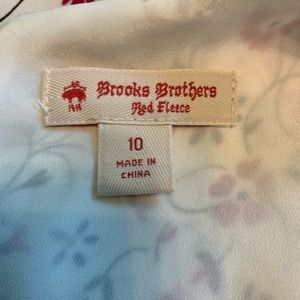 Brooks Brothers
Red Fleece
10
MADE IN
CHINA